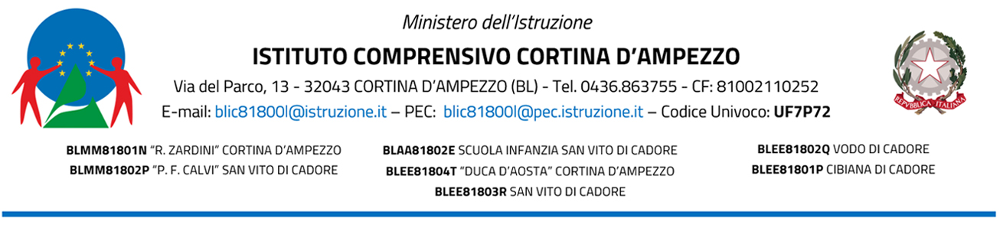 Ministero dell'Istruzione
ISTITUTO COMPRENSIVO CORTINA D'AMPEZZO
Via del Parco, 13 - 32043 CORTINA D'AMPEZZO (BL) - Tel. 0436.863755 - CF: 81002110252
E-mail: blic81800l@istruzione.it – PEC: blic81800l@pec.istruzione.it – Codice Univoco: UF7P72
REPVBBLICA ITALIANA
BLMM81801N "R. ZARDINI" CORTINA D'AMPEZZO
BLMM81802P "P. F. CALVI" SAN VITO DI CADORE
BLAA81802E SCUOLA INFANZIA SAN VITO DI CADORE
BLEE81804T "DUCA D'AOSTA" CORTINA D'AMPEZZO
BLEE81803R SAN VITO DI CADORE
BLEE81802Q VODO DI CADORE
BLEE81801P CIBIANA DI CADORE